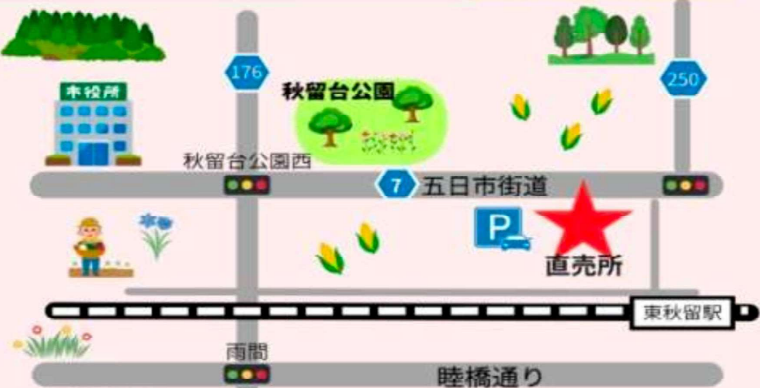 176
250
市役所
秋留台公園
秋留台公園西
7
五日市街道
P
直売所
東秋留駅
雨間
睦橋通り